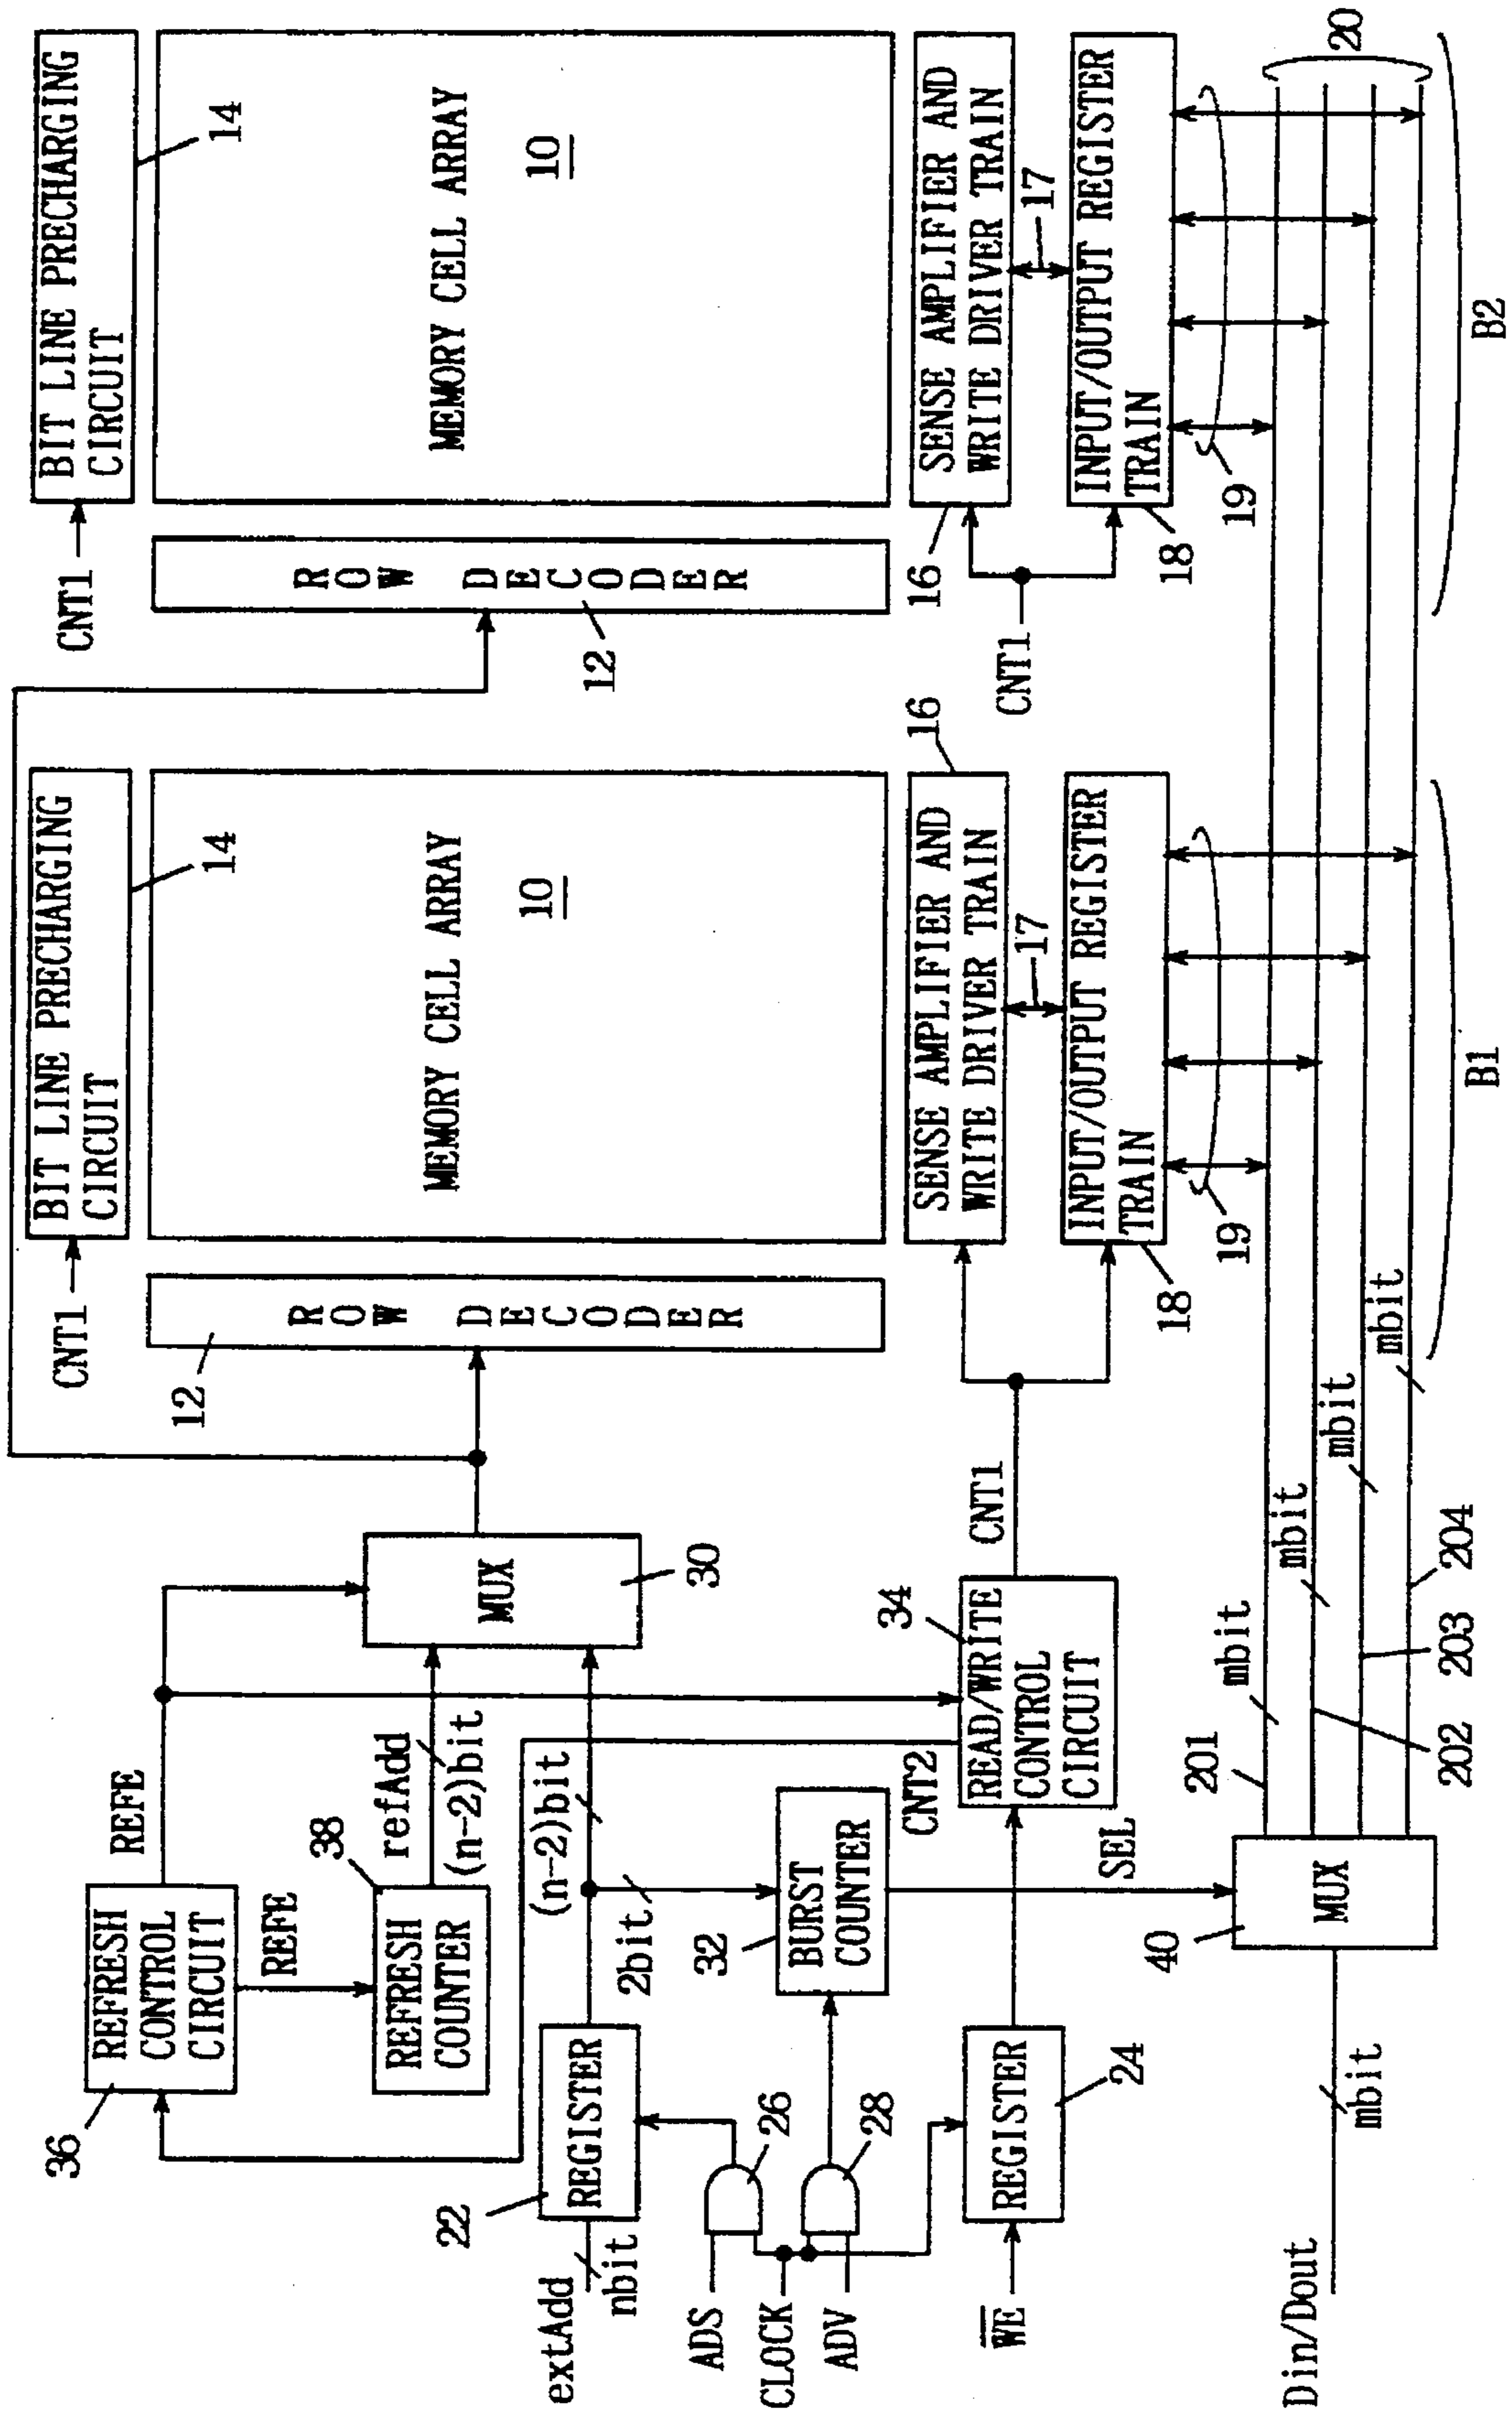 BIT LINE PRECHARGING
CIRCUIT
CNT1
14
MEMORY CELL ARRAY
10
ROW DECODER
12
SENSE AMPLIFIER AND
WRITE DRIVER TRAIN
16
17
INPUT/OUTPUT REGISTER
TRAIN
18
19
CNT1
20
B2
BIT LINE PRECHARGING
CIRCUIT
CNT1
14
MEMORY CELL ARRAY
10
ROW DECODER
12
SENSE AMPLIFIER AND
WRITE DRIVER TRAIN
16
17
INPUT/OUTPUT REGISTER
TRAIN
18
19
B1
REFRESH
CONTROL
CIRCUIT
36
REFE
REFE
REFRESH
COUNTER
38
refAdd
(n-2)bit
MUX
30
extAdd
nbit
REGISTER
22
(n-2)bit
2bit
BURST
COUNTER
32
ADS
CLOCK
ADV
26
28
WE
REGISTER
24
READ/WRITE
CONTROL
CIRCUIT
34
CNT1
CNT2
SEL
Din/Dout
mbit
MUX
40
201
202
203
204
mbit
mbit
mbit
mbit